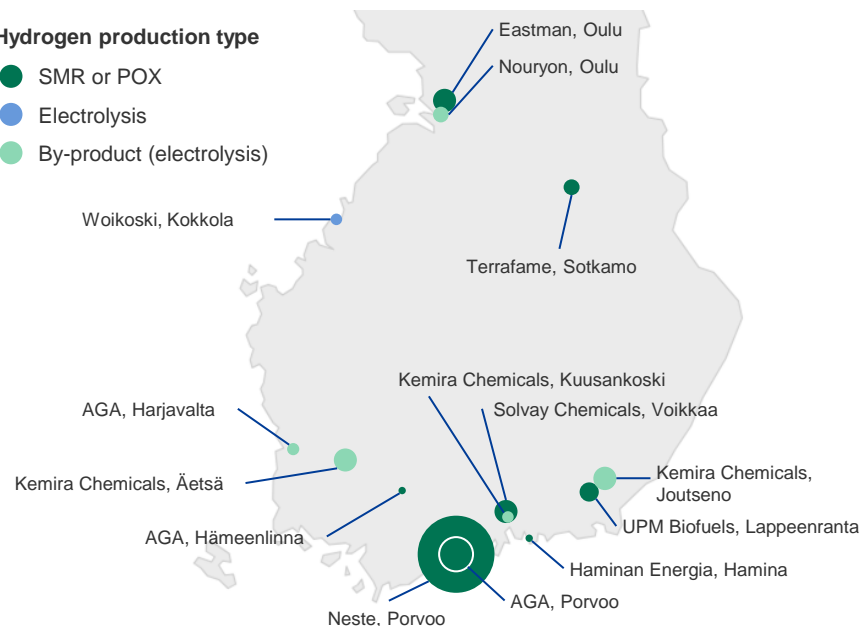 Hydrogen production type
SMR or POX
Electrolysis
By-product (electrolysis)
Eastman, Oulu
Nouryon, Oulu
Woikoski, Kokkola
Terrafame, Sotkamo
Kemira Chemicals, Kuusankoski
AGA, Harjavalta
Solvay Chemicals, Voikkaa
Kemira Chemicals, Äetsä
Kemira Chemicals,
Joutseno
UPM Biofuels, Lappeenranta
AGA, Hämeenlinna
Haminan Energia, Hamina
AGA, Porvoo
Neste, Porvoo